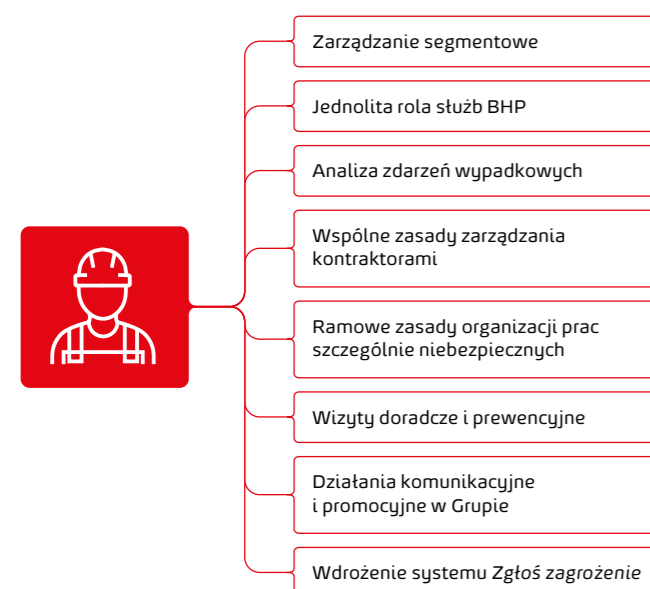 Zarządzanie segmentowe
Jednolita rola służb BHP
Analiza zdarzeń wypadkowych
Wspólne zasady zarządzania
kontraktorami
Ramowe zasady organizacji prac
szczególnie niebezpiecznych
Wizyty doradcze i prewencyjne
Działania komunikacyjne
i promocyjne w Grupie
Wdrożenie systemu Zgłoś zagrożenie